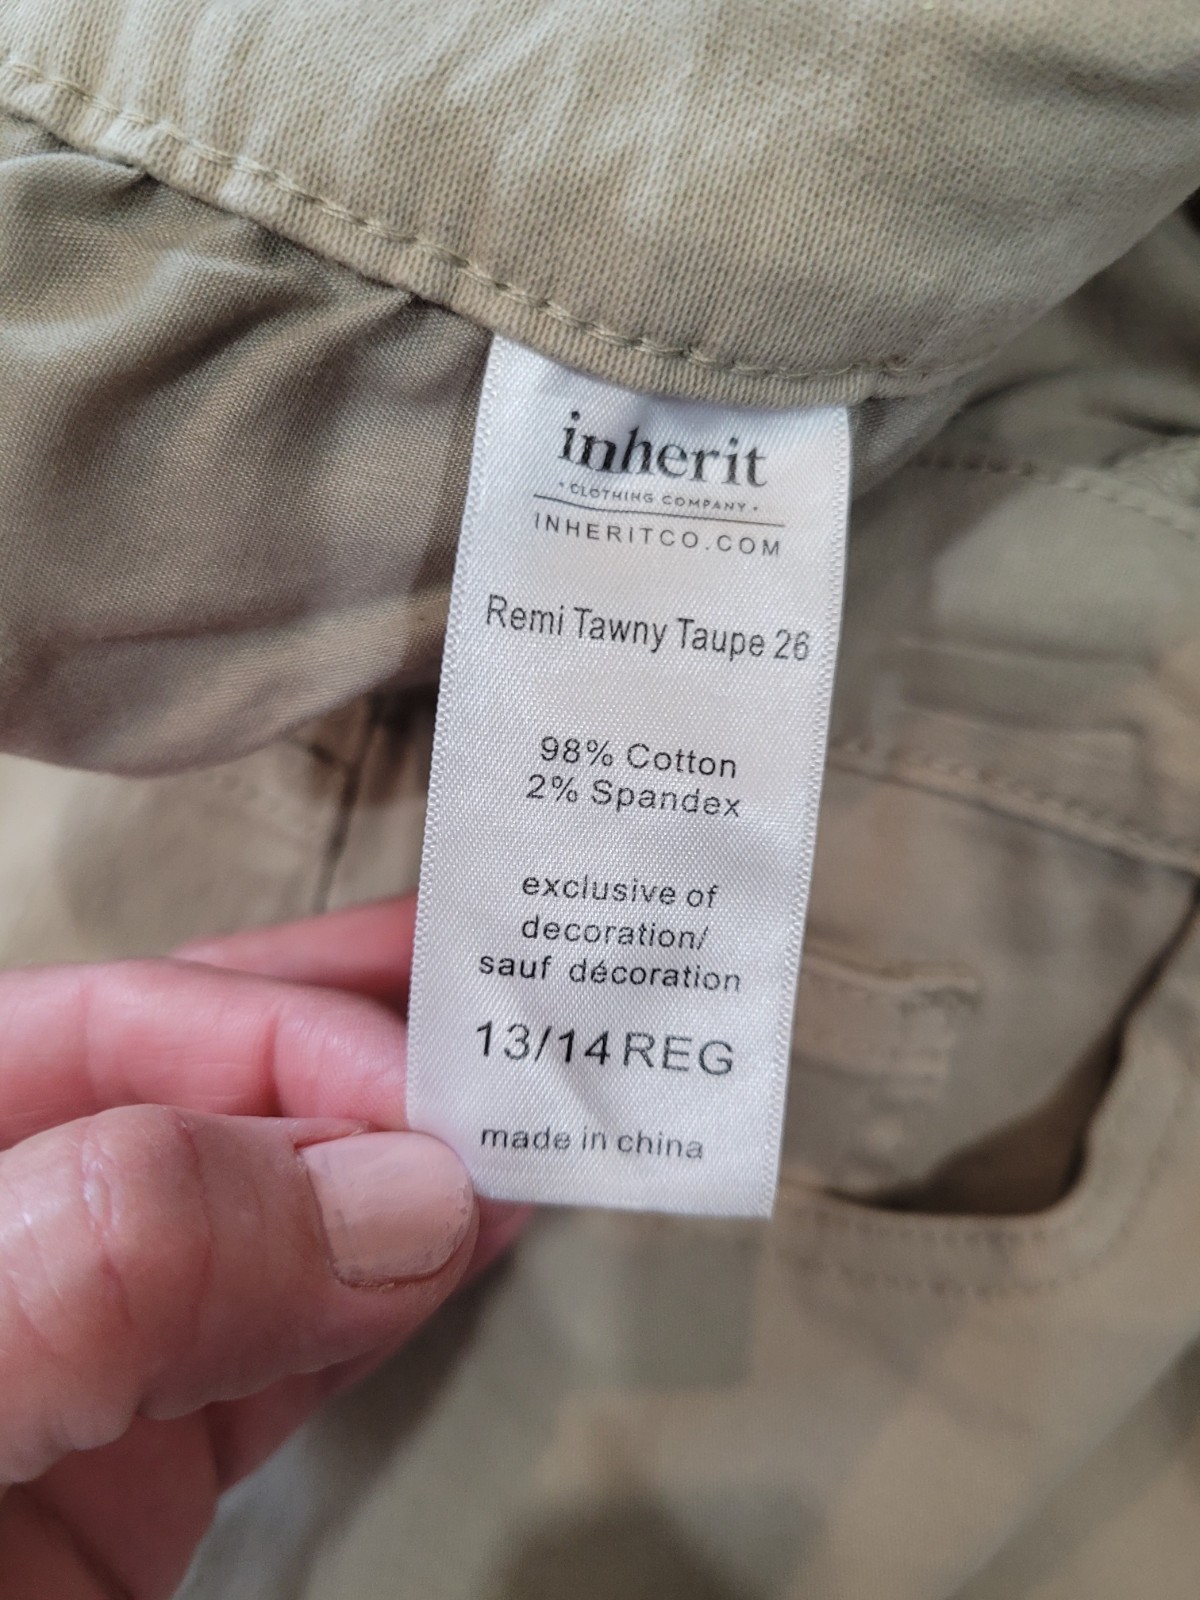 inherit
• CLOTHING COMPANY •
INHERITCO.COM
Remi Tawny Taupe 26
98% Cotton
2% Spandex
exclusive of
decoration/
sauf décoration
13/14 REG
made in china